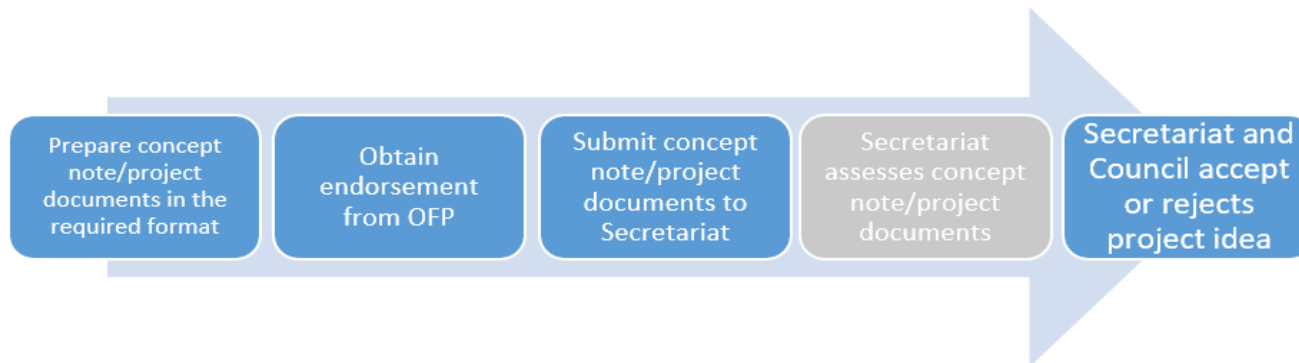 Prepare concept
note/project
documents in the
required format
Obtain
endorsement
from OFP
Submit concept
note/project
documents to
Secretariat
Secretariat
assesses concept
note/project
documents
Secretariat and
Council accept
or rejects
project idea